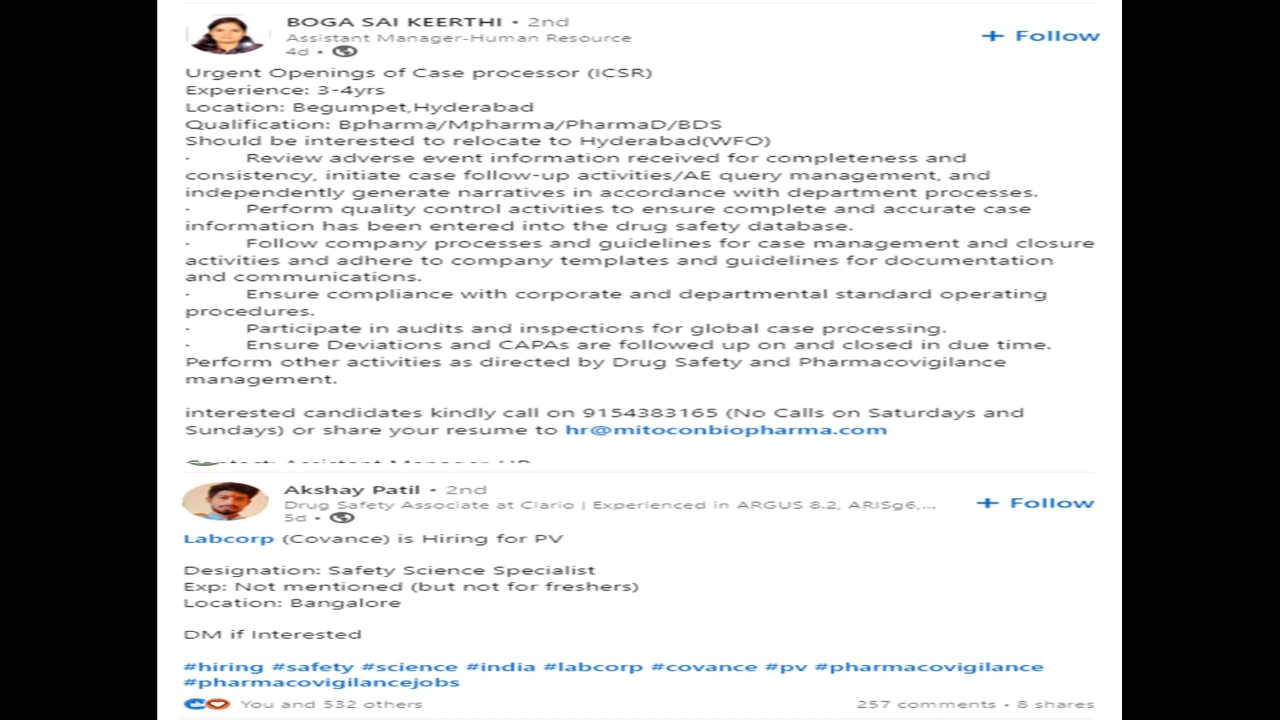 BOGA SAI KEERTHI • 2nd
Assistant Manager-Human Resource
4d •
+ Follow
Urgent Openings of Case processor (ICSR)
Experience: 3-4yrs
Location: Begumpet,Hyderabad
Qualification: Bpharma/Mpharma/PharmaD/BDS
Should be interested to relocate to Hyderabad(WFO)
· Review adverse event information received for completeness and
consistency, initiate case follow-up activities/AE query management, and
independently generate narratives in accordance with department processes.
· Perform quality control activities to ensure complete and accurate case
information has been entered into the drug safety database.
· Follow company processes and guidelines for case management and closure
activities and adhere to company templates and guidelines for documentation
and communications.
· Ensure compliance with corporate and departmental standard operating
procedures.
· Participate in audits and inspections for global case processing.
· Ensure Deviations and CAPAs are followed up on and closed in due time.
Perform other activities as directed by Drug Safety and Pharmacovigilance
management.
interested candidates kindly call on 9154383165 (No Calls on Saturdays and
Sundays) or share your resume to hr@mitoconbiopharma.com
Akshay Patil • 2nd
Drug Safety Associate at Clario | Experienced in ARGUS 8.2, ARISg6,...
5d •
+ Follow
Labcorp (Covance) is Hiring for PV
Designation: Safety Science Specialist
Exp: Not mentioned (but not for freshers)
Location: Bangalore
DM if Interested
#hiring #safety #science #india #labcorp #covance #pv #pharmacovigilance
#pharmacovigilancejobs
You and 532 others
257 comments • 8 shares